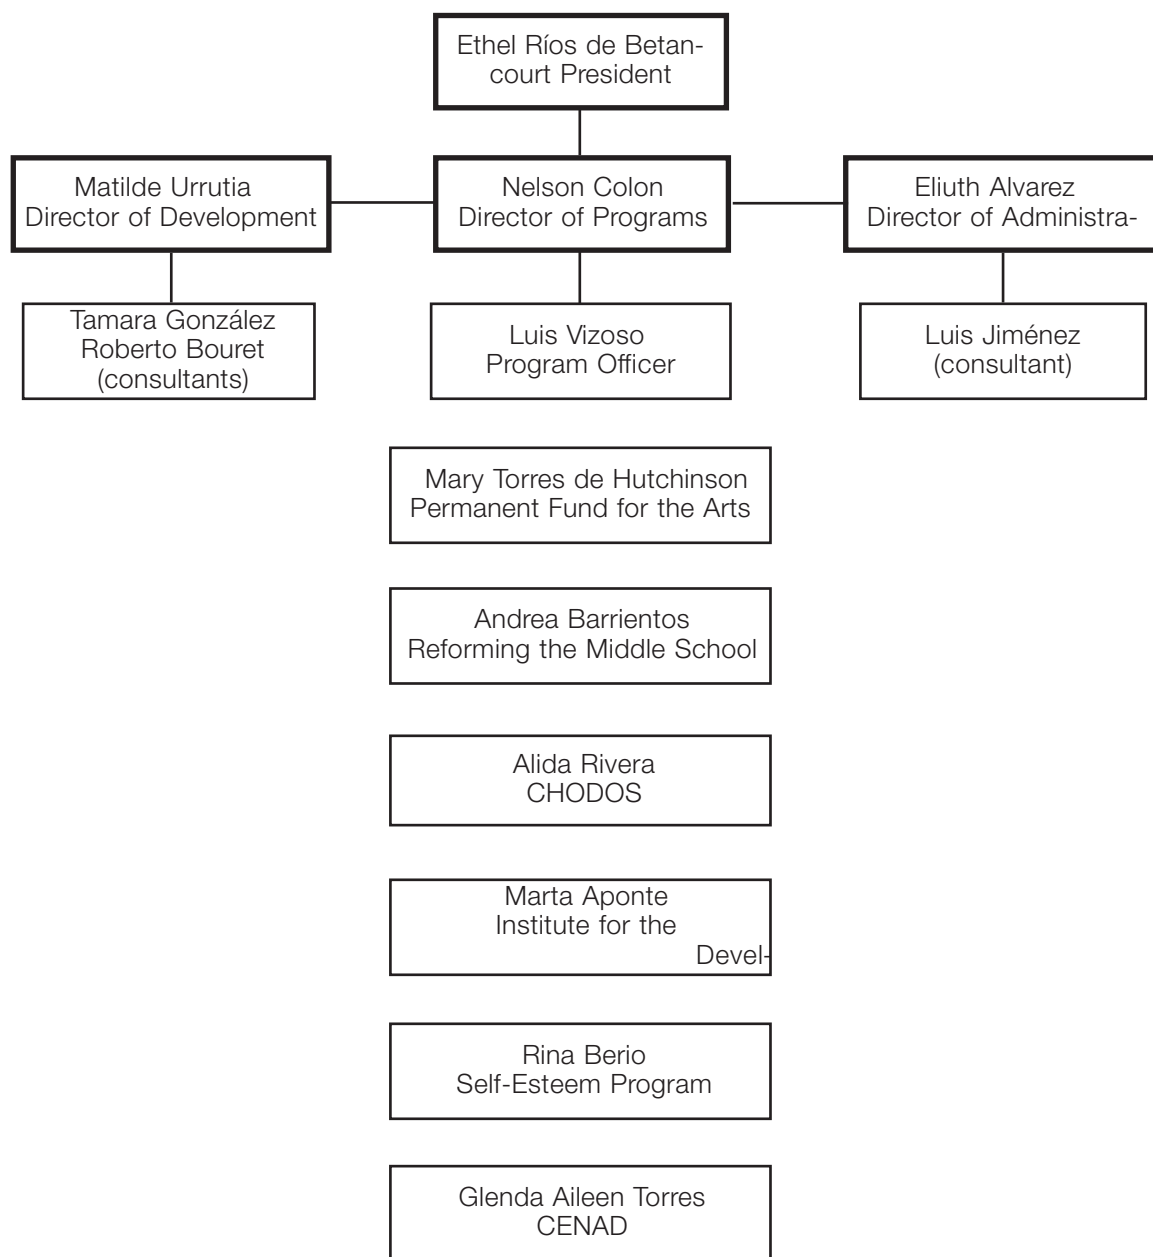 Ethel Ríos de Betan-
court President
Matilde Urrutia
Director of Development
Nelson Colon
Director of Programs
Eliuth Alvarez
Director of Administra-
Tamara González
Roberto Bouret
(consultants)
Luis Vizoso
Program Officer
Luis Jiménez
(consultant)
Mary Torres de Hutchinson
Permanent Fund for the Arts
Andrea Barrientos
Reforming the Middle School
Alida Rivera
CHODOS
Marta Aponte
Institute for the
Devel-
Rina Berio
Self-Esteem Program
Glenda Aileen Torres
CENAD